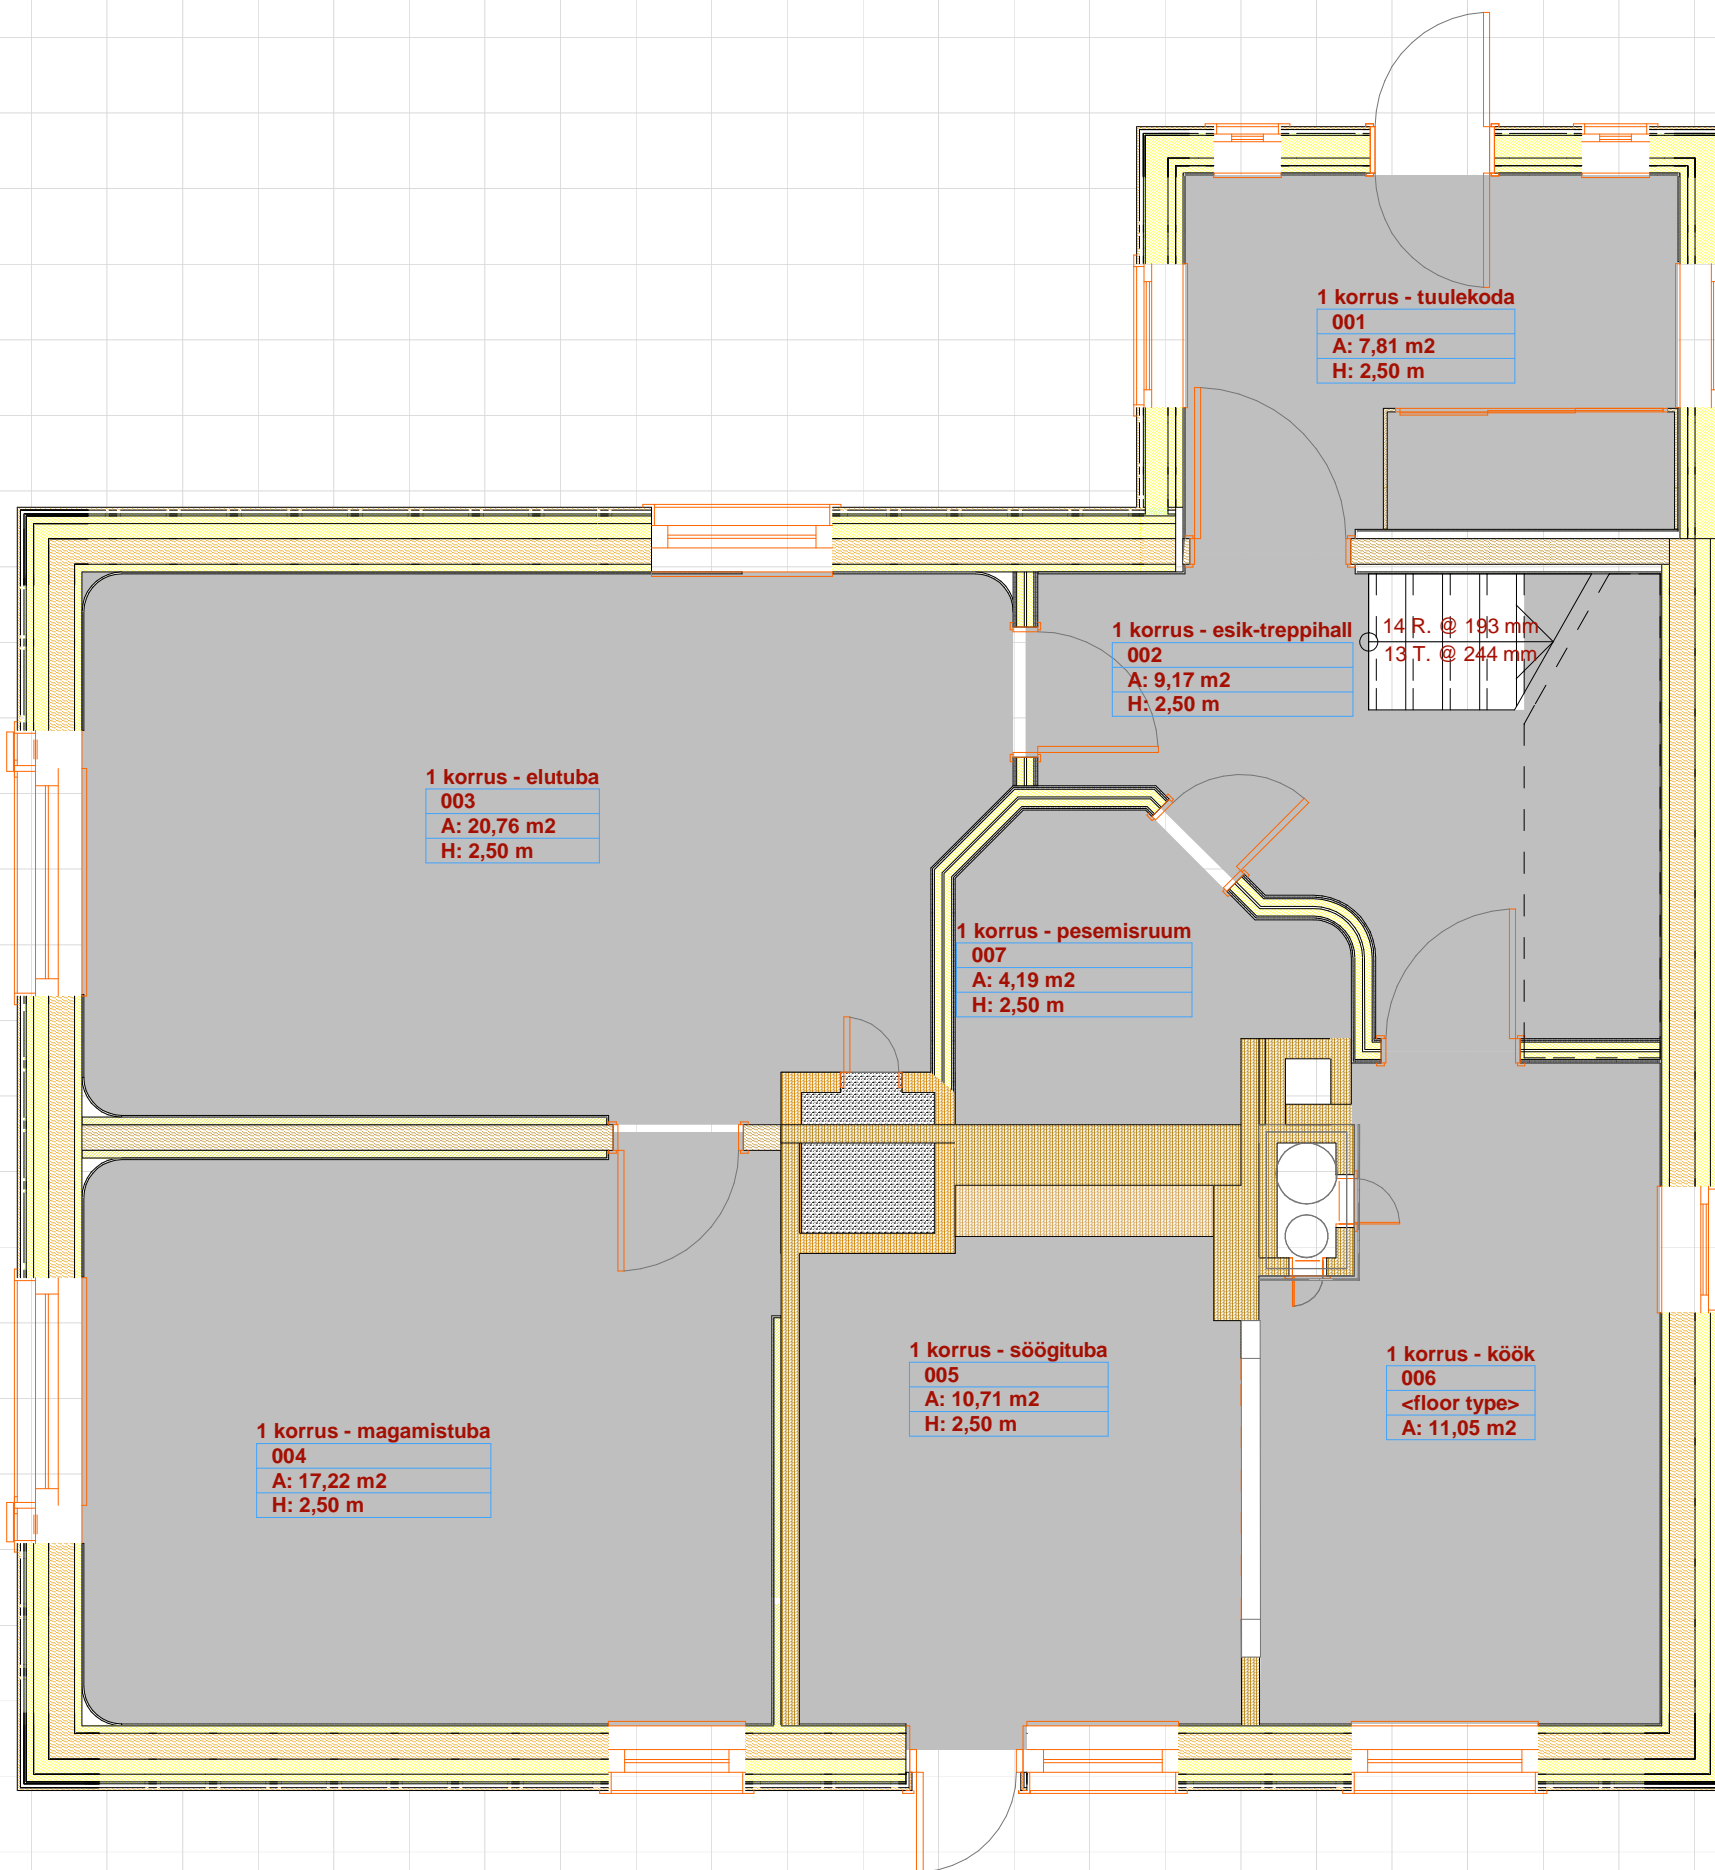 1 korrus - tuulekoda
001
A: 7,81 m2
H: 2,50 m
1 korrus - esik-treppihall
002
A: 9,17 m2
H: 2,50 m
14 R. @ 193 mm
13 T. @ 244 mm
1 korrus - elutuba
003
A: 20,76 m2
H: 2,50 m
1 korrus - pesemisruum
007
A: 4,19 m2
H: 2,50 m
1 korrus - magamistuba
004
A: 17,22 m2
H: 2,50 m
1 korrus - söögituba
005
A: 10,71 m2
H: 2,50 m
1 korrus - köök
006
<floor type>
A: 11,05 m2